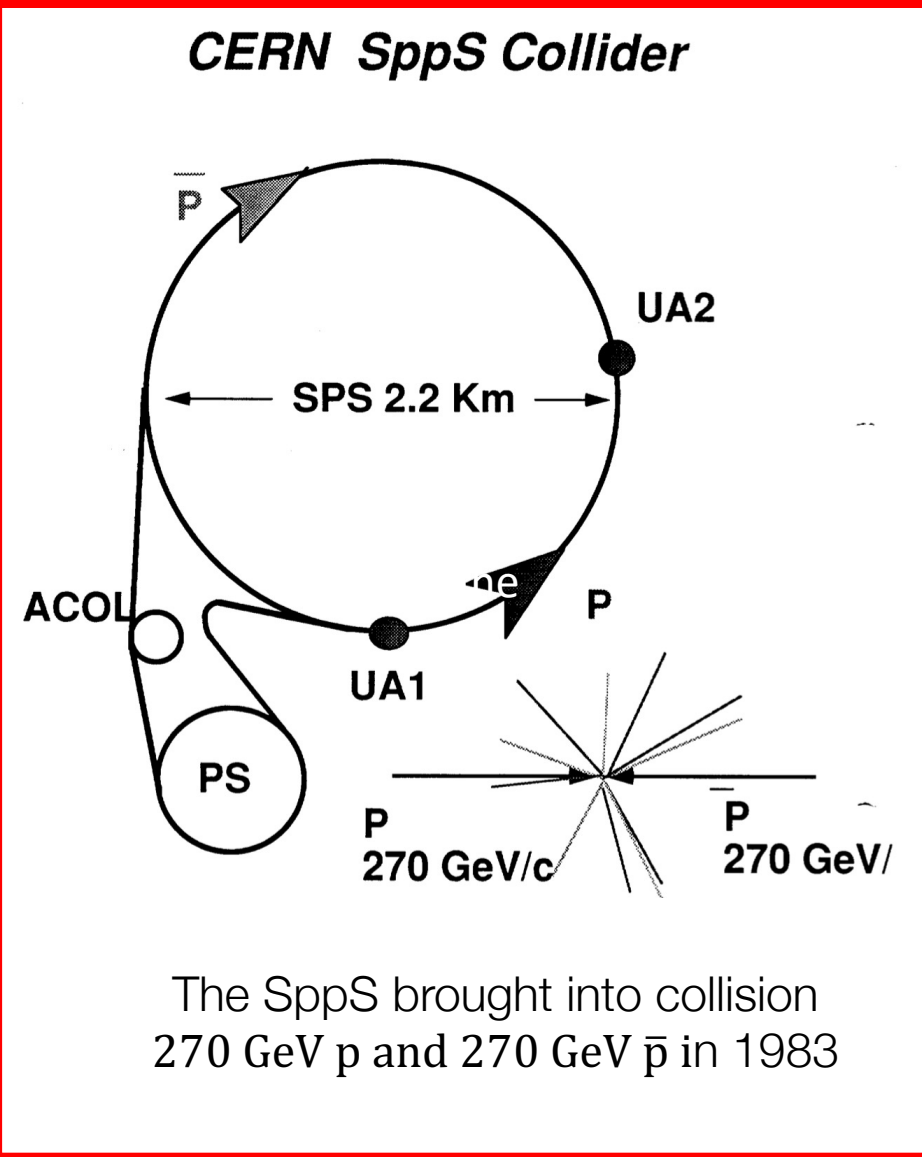 CERN SppS Collider
P̅
UA2
SPS 2.2 Km
ne
P
ACOL
UA1
PS
P
270 GeV/c
P̅
270 GeV/
The SppS brought into collision
270 GeV p and 270 GeV p̅ in 1983